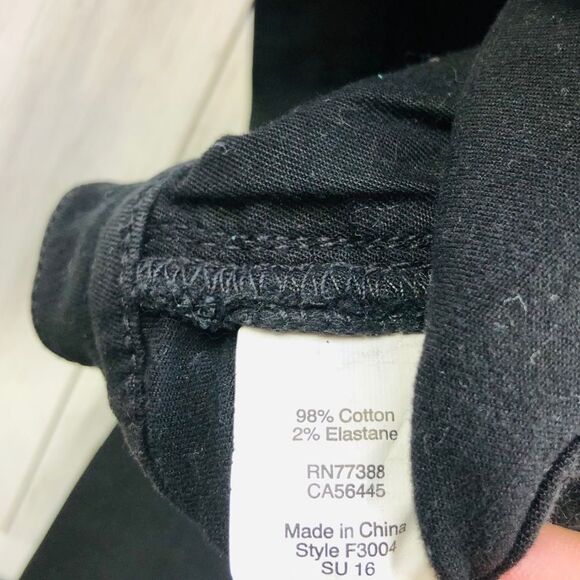 98% Cotton
2% Elastane
RN77388
CA56445
Made in China
Style F3004
SU 16